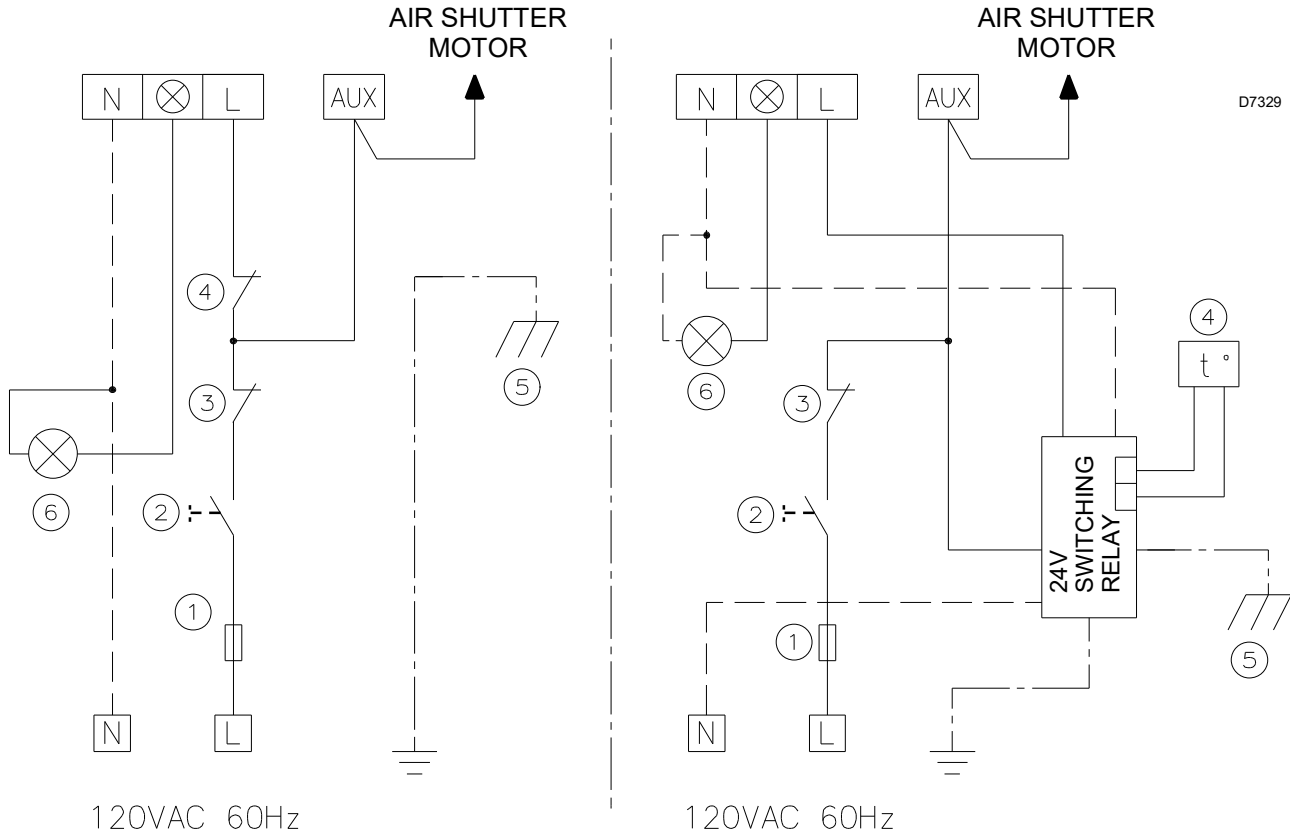 AIR SHUTTER
MOTOR
N L AUX
4
3
5
6
2
1
N L
120VAC 60Hz
AIR SHUTTER
MOTOR
D7329
N L AUX
4
t °
6
3
2
24V
SWITCHING
RELAY
1
5
N L
120VAC 60Hz